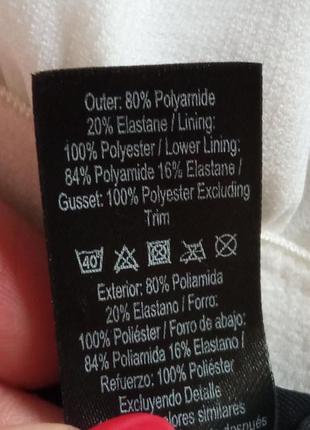 Outer: 80% Polyamide
20% Elastane / Lining:
100% Polyester / Lower Lining:
84% Polyamide 16% Elastane /
Gusset: 100% Polyester Excluding
Trim
40°
Exterior: 80% Poliamida
20% Elastano / Forro:
100% Poliéster / Forro de abajo:
84% Poliamida 16% Elastano /
Refuerzo: 100% Poliéster
Excluyendo Detalle
colores similares
después